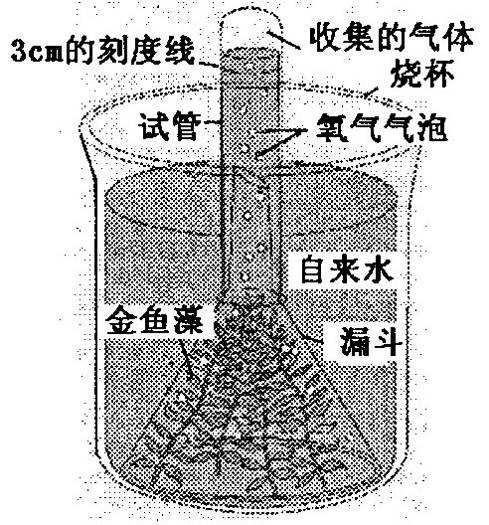 收集的气体
3cm的刻度线
烧杯
试管
氧气气泡
自来水
金鱼藻
漏斗